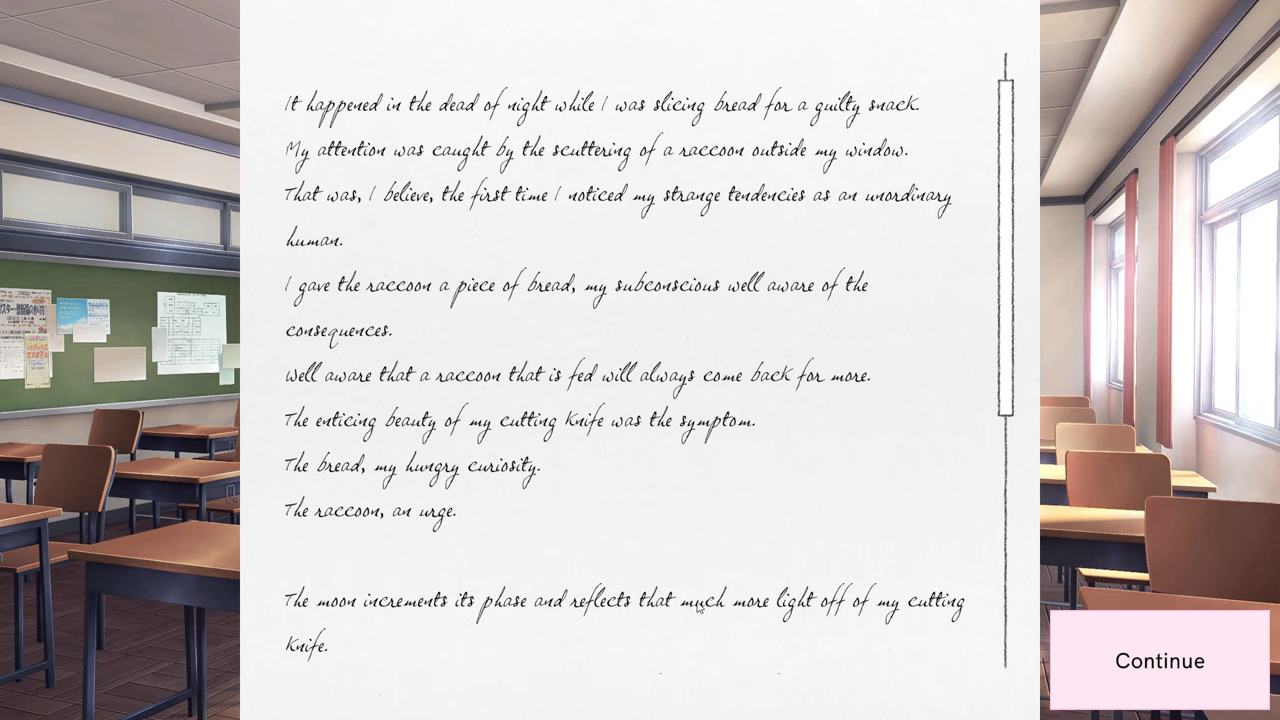 It happened in the dead of night while I was slicing bread for a guilty snack.
My attention was caught by the scuttering of a raccoon outside my window.
That was, I believe, the first time I noticed my strange tendencies as an unordinary
human.
I gave the raccoon a piece of bread, my subconscious well aware of the
consequences.
Well aware that a raccoon that is fed will always come back for more.
The enticing beauty of my cutting knife was the symptom.
The bread, my hungry curiosity.
The raccoon, an urge.
The moon increments its phase and reflects that much more light off of my cutting
knife.
Continue